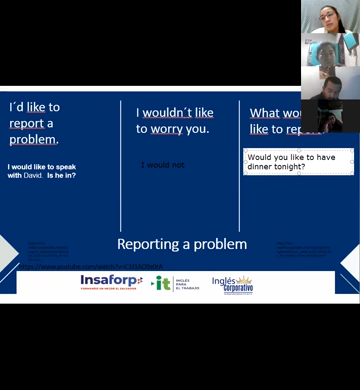 I´d like to
report a
problem.
I would like to speak
with David. Is he in?
I wouldn´t like
to worry you.
I would not
What wou
like to rep
Would you like to have
dinner tonight?
Reporting a problem
Insaforp
it
INGLÉS
PARA
EL TRABAJO
Inglés
Corporativo